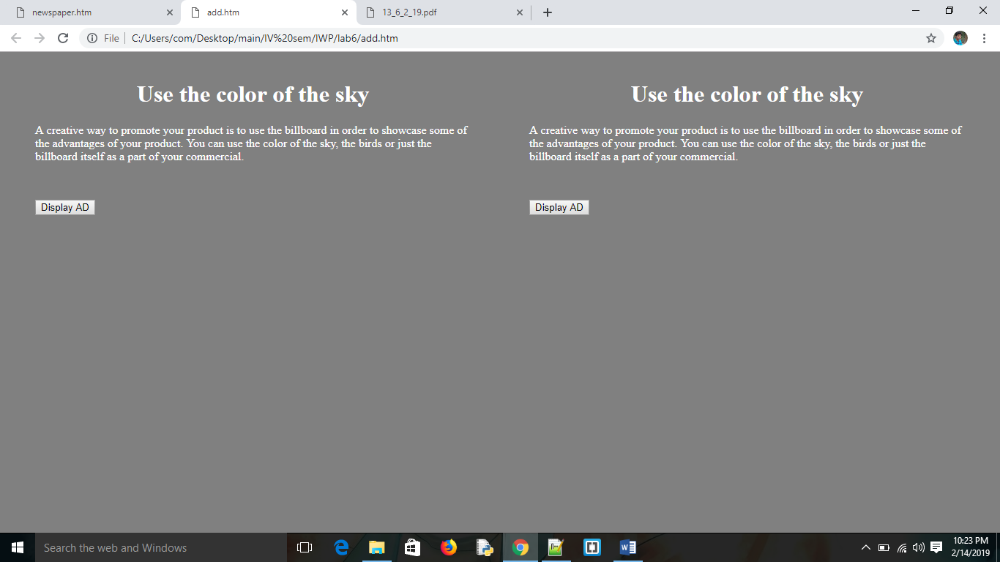 newspaper.htm
add.htm
13_6_2_19.pdf
File
C:/Users/com/Desktop/main/IV%20sem/IWP/lab6/add.htm
Use the color of the sky
A creative way to promote your product is to use the billboard in order to showcase some of
the advantages of your product. You can use the color of the sky, the birds or just the
billboard itself as a part of your commercial.
Display AD
Use the color of the sky
A creative way to promote your product is to use the billboard in order to showcase some of
the advantages of your product. You can use the color of the sky, the birds or just the
billboard itself as a part of your commercial.
Display AD
Search the web and Windows
10:23 PM
2/14/2019